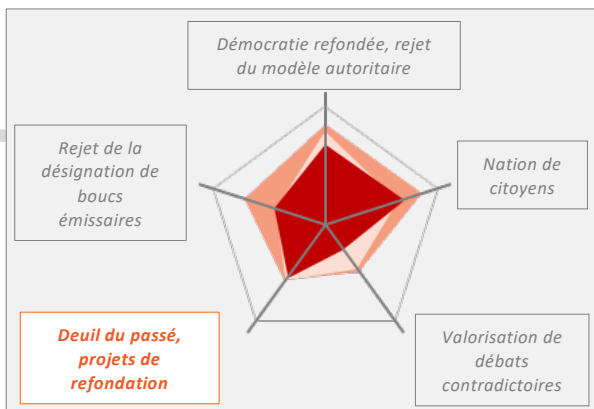 Démocratie refondée, rejet
du modèle autoritaire
Rejet de la
désignation de
boucs
émissaires
Nation de
citoyens
Deuil du passé,
projets de
refondation
Valorisation de
débats
contradictoires